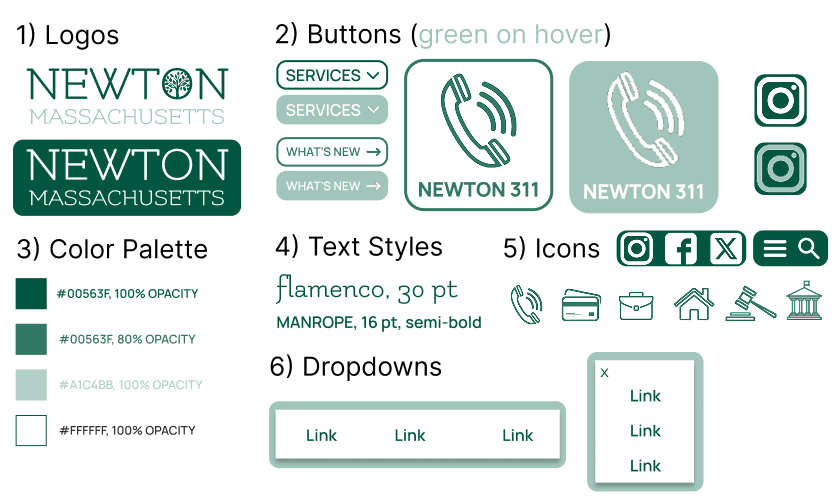 1) Logos
NEWTON
MASSACHUSETTS
NEWTON
MASSACHUSETTS
2) Buttons (green on hover)
SERVICES
SERVICES
WHAT'S NEW
WHAT'S NEW
NEWTON 311
NEWTON 311
3) Color Palette
#00563F, 100% OPACITY
#00563F, 80% OPACITY
#A1C4BB, 100% OPACITY
#FFFFFF, 100% OPACITY
4) Text Styles
flamenco, 30 pt
MANROPE, 16 pt, semi-bold
5) Icons
6) Dropdowns
Link Link Link
X
Link
Link
Link